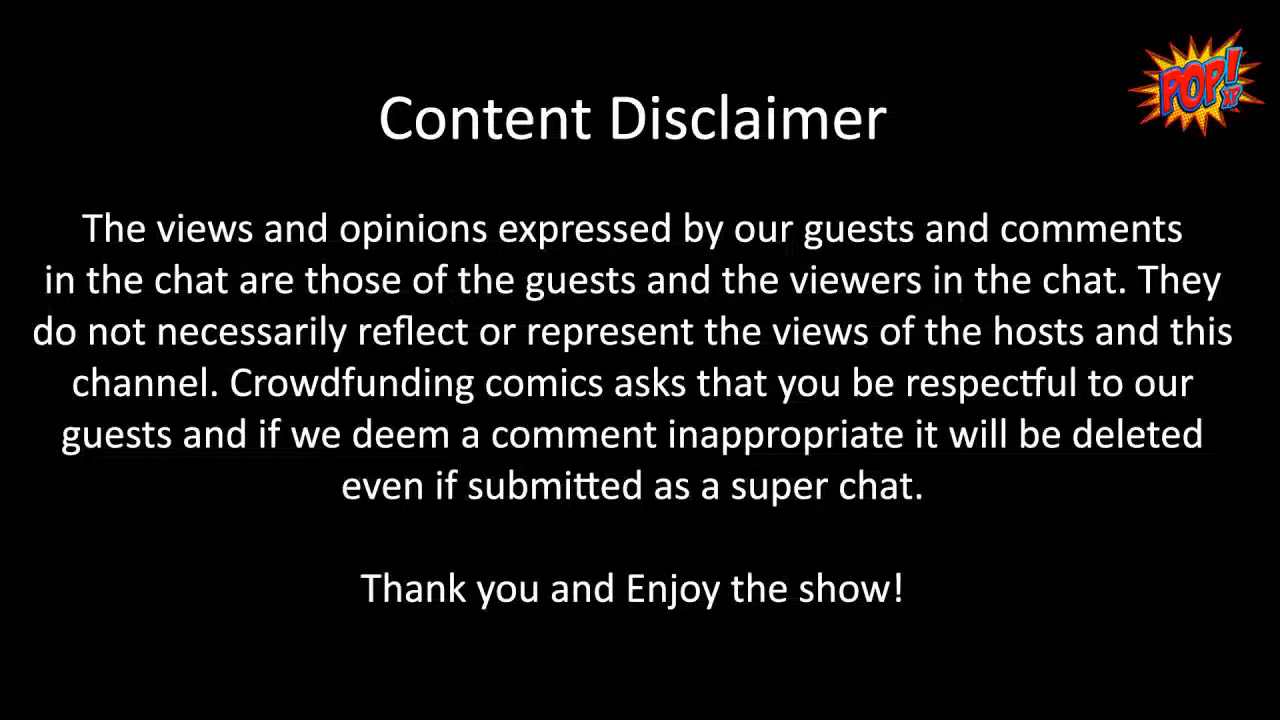 POP!
XP
Content Disclaimer
The views and opinions expressed by our guests and comments
in the chat are those of the guests and the viewers in the chat. They
do not necessarily reflect or represent the views of the hosts and this
channel. Crowdfunding comics asks that you be respectful to our
guests and if we deem a comment inappropriate it will be deleted
even if submitted as a super chat.
Thank you and Enjoy the show!